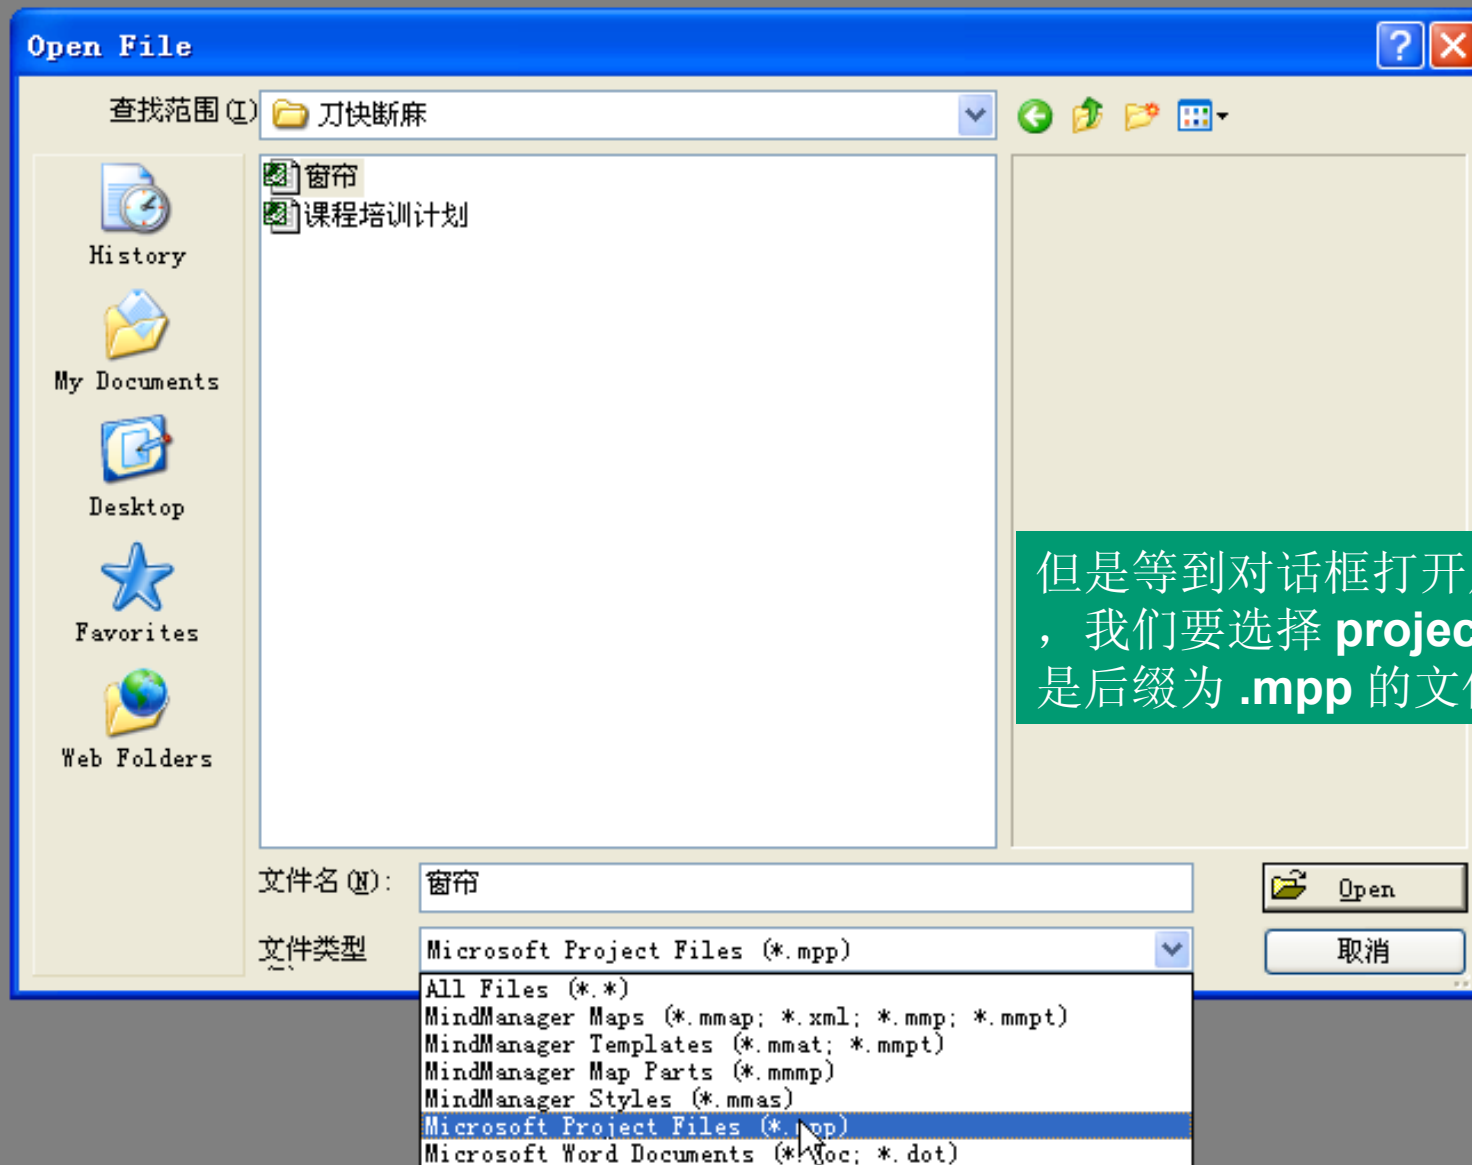 Open File
查找范围(I)
刀快断麻
窗帘
课程培训计划
History
My Documents
Desktop
Favorites
Web Folders
但是等到对话框打开
，我们要选择 projec
是后缀为 .mpp 的文
文件名(N):
窗帘
Open
文件类型
Microsoft Project Files (*.mpp)
取消
All Files (*.*)
MindManager Maps (*.mmap; *.xml; *.mmp; *.mmpt)
MindManager Templates (*.mmat; *.mmpt)
MindManager Map Parts (*.mmmp)
MindManager Styles (*.mmas)
Microsoft Project Files (*.mpp)
Microsoft Word Documents (*.doc; *.dot)